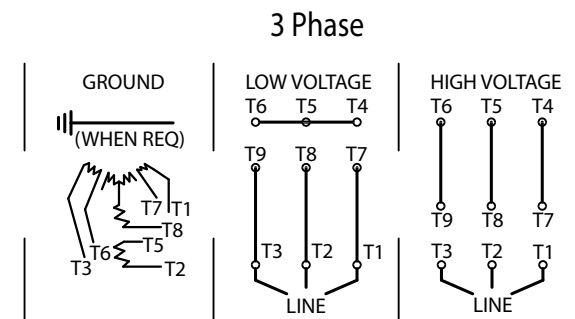 3 Phase
GROUND
(WHEN REQ)
T7 T1
T8
T6 T5
T3 T2
LOW VOLTAGE
T6 T5 T4
T9 T8 T7
T3 T2 T1
LINE
HIGH VOLTAGE
T6 T5 T4
T9 T8 T7
T3 T2 T1
LINE